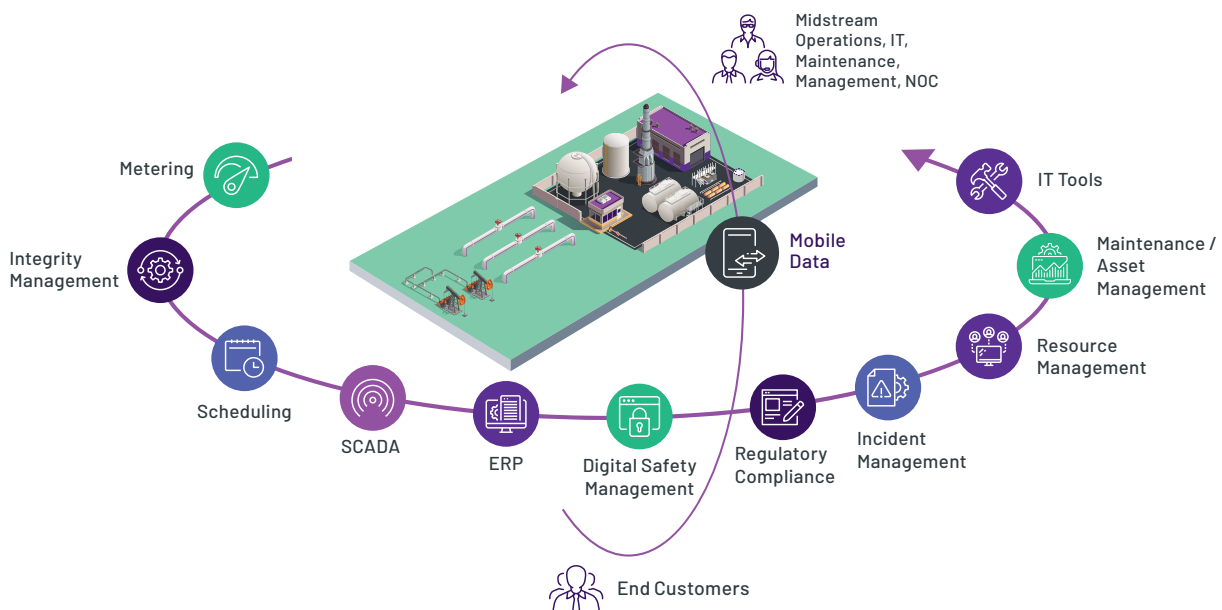 Midstream
Operations, IT,
Maintenance,
Management, NOC
Metering
IT Tools
Integrity
Management
Mobile
Data
Maintenance /
Asset
Management
Scheduling
Resource
Management
SCADA
ERP
Digital Safety
Management
Regulatory
Compliance
Incident
Management
End Customers